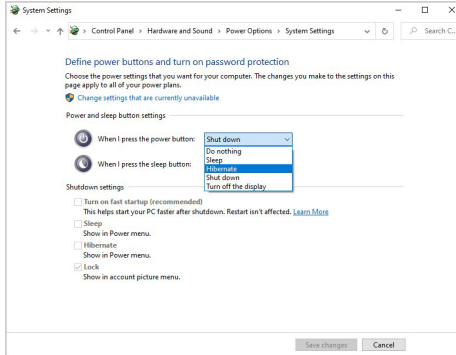 System Settings
Control Panel > Hardware and Sound > Power Options > System Settings
Search C...
Define power buttons and turn on password protection
Choose the power settings that you want for your computer. The changes you make to the settings on this
page apply to all of your power plans.
Change settings that are currently unavailable
Power and sleep button settings
When I press the power button: Shut down
Do nothing
Sleep
When I press the sleep button: Hibernate
Shut down
Turn off the display
Shutdown settings
Turn on fast startup (recommended)
This helps start your PC faster after shutdown. Restart isn't affected. Learn More
Sleep
Show in Power menu.
Hibernate
Show in Power menu.
Lock
Show in account picture menu.
Save changes Cancel